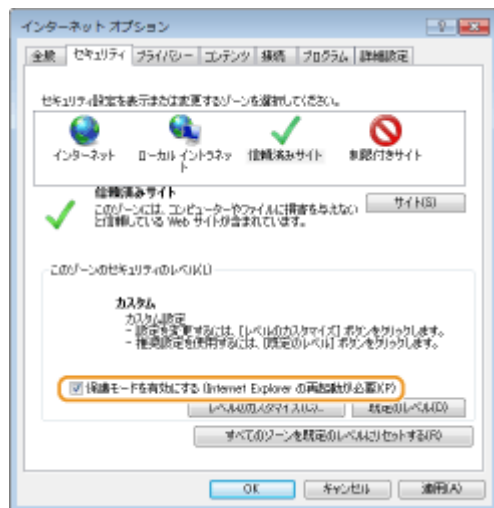 インターネット オプション
全般 セキュリティ プライバシー コンテンツ 接続 プログラム 詳細設定
セキュリティ設定を表示または変更するゾーンを選択してください。
インターネット ローカル イントラネット 信頼済みサイト 制限付きサイト
信頼済みサイト
このゾーンには、コンピューターやファイルに損害を与えない
と信頼している Web サイトが含まれています。
サイト(S)
このゾーンのセキュリティのレベル(L)
カスタム
カスタム設定
- 設定を変更するには、[レベルのカスタマイズ] ボタンをクリックします。
- 推奨設定を使用するには、[既定のレベル] ボタンをクリックします。
保護モードを有効にする (Internet Explorer の再起動が必要)(P)
レベルのカスタマイズ(C)... 既定のレベル(D)
すべてのゾーンを既定のレベルにリセットする(R)
OK キャンセル 適用(A)